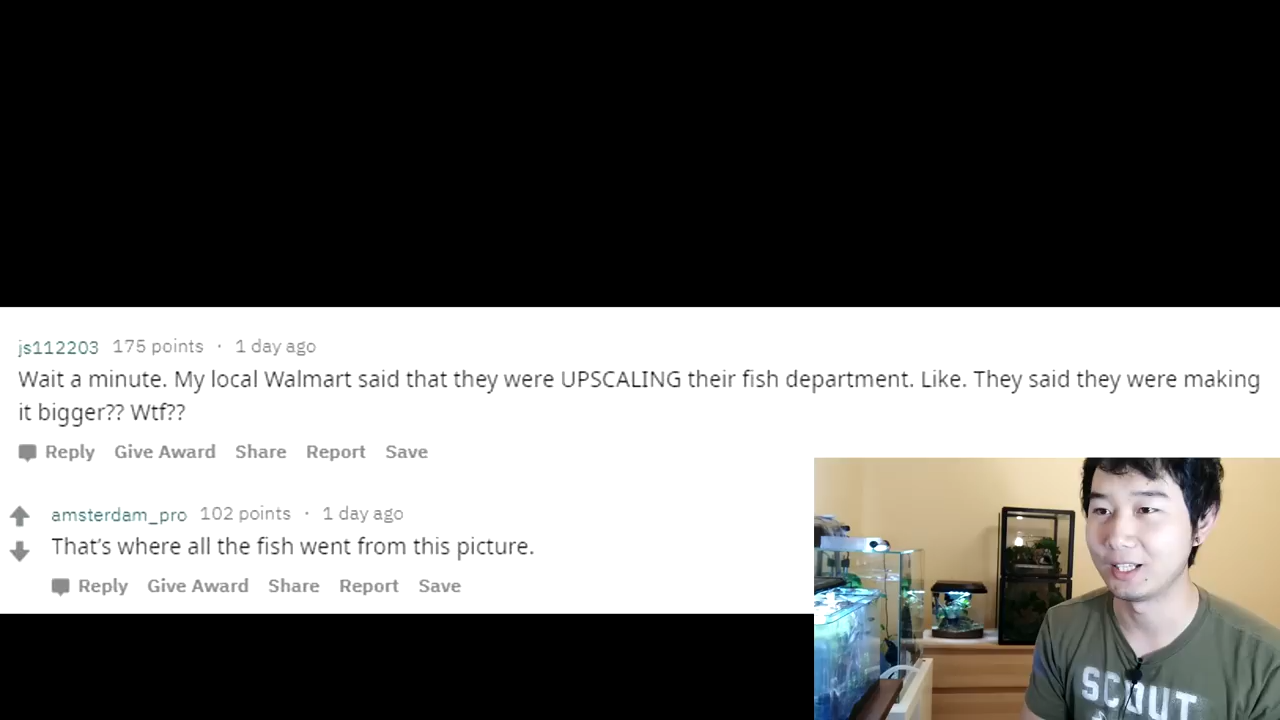 js112203 175 points · 1 day ago
Wait a minute. My local Walmart said that they were UPSCALING their fish department. Like. They said they were making
it bigger?? Wtf??
Reply Give Award Share Report Save
amsterdam_pro 102 points · 1 day ago
That's where all the fish went from this picture.
Reply Give Award Share Report Save
SCOUT